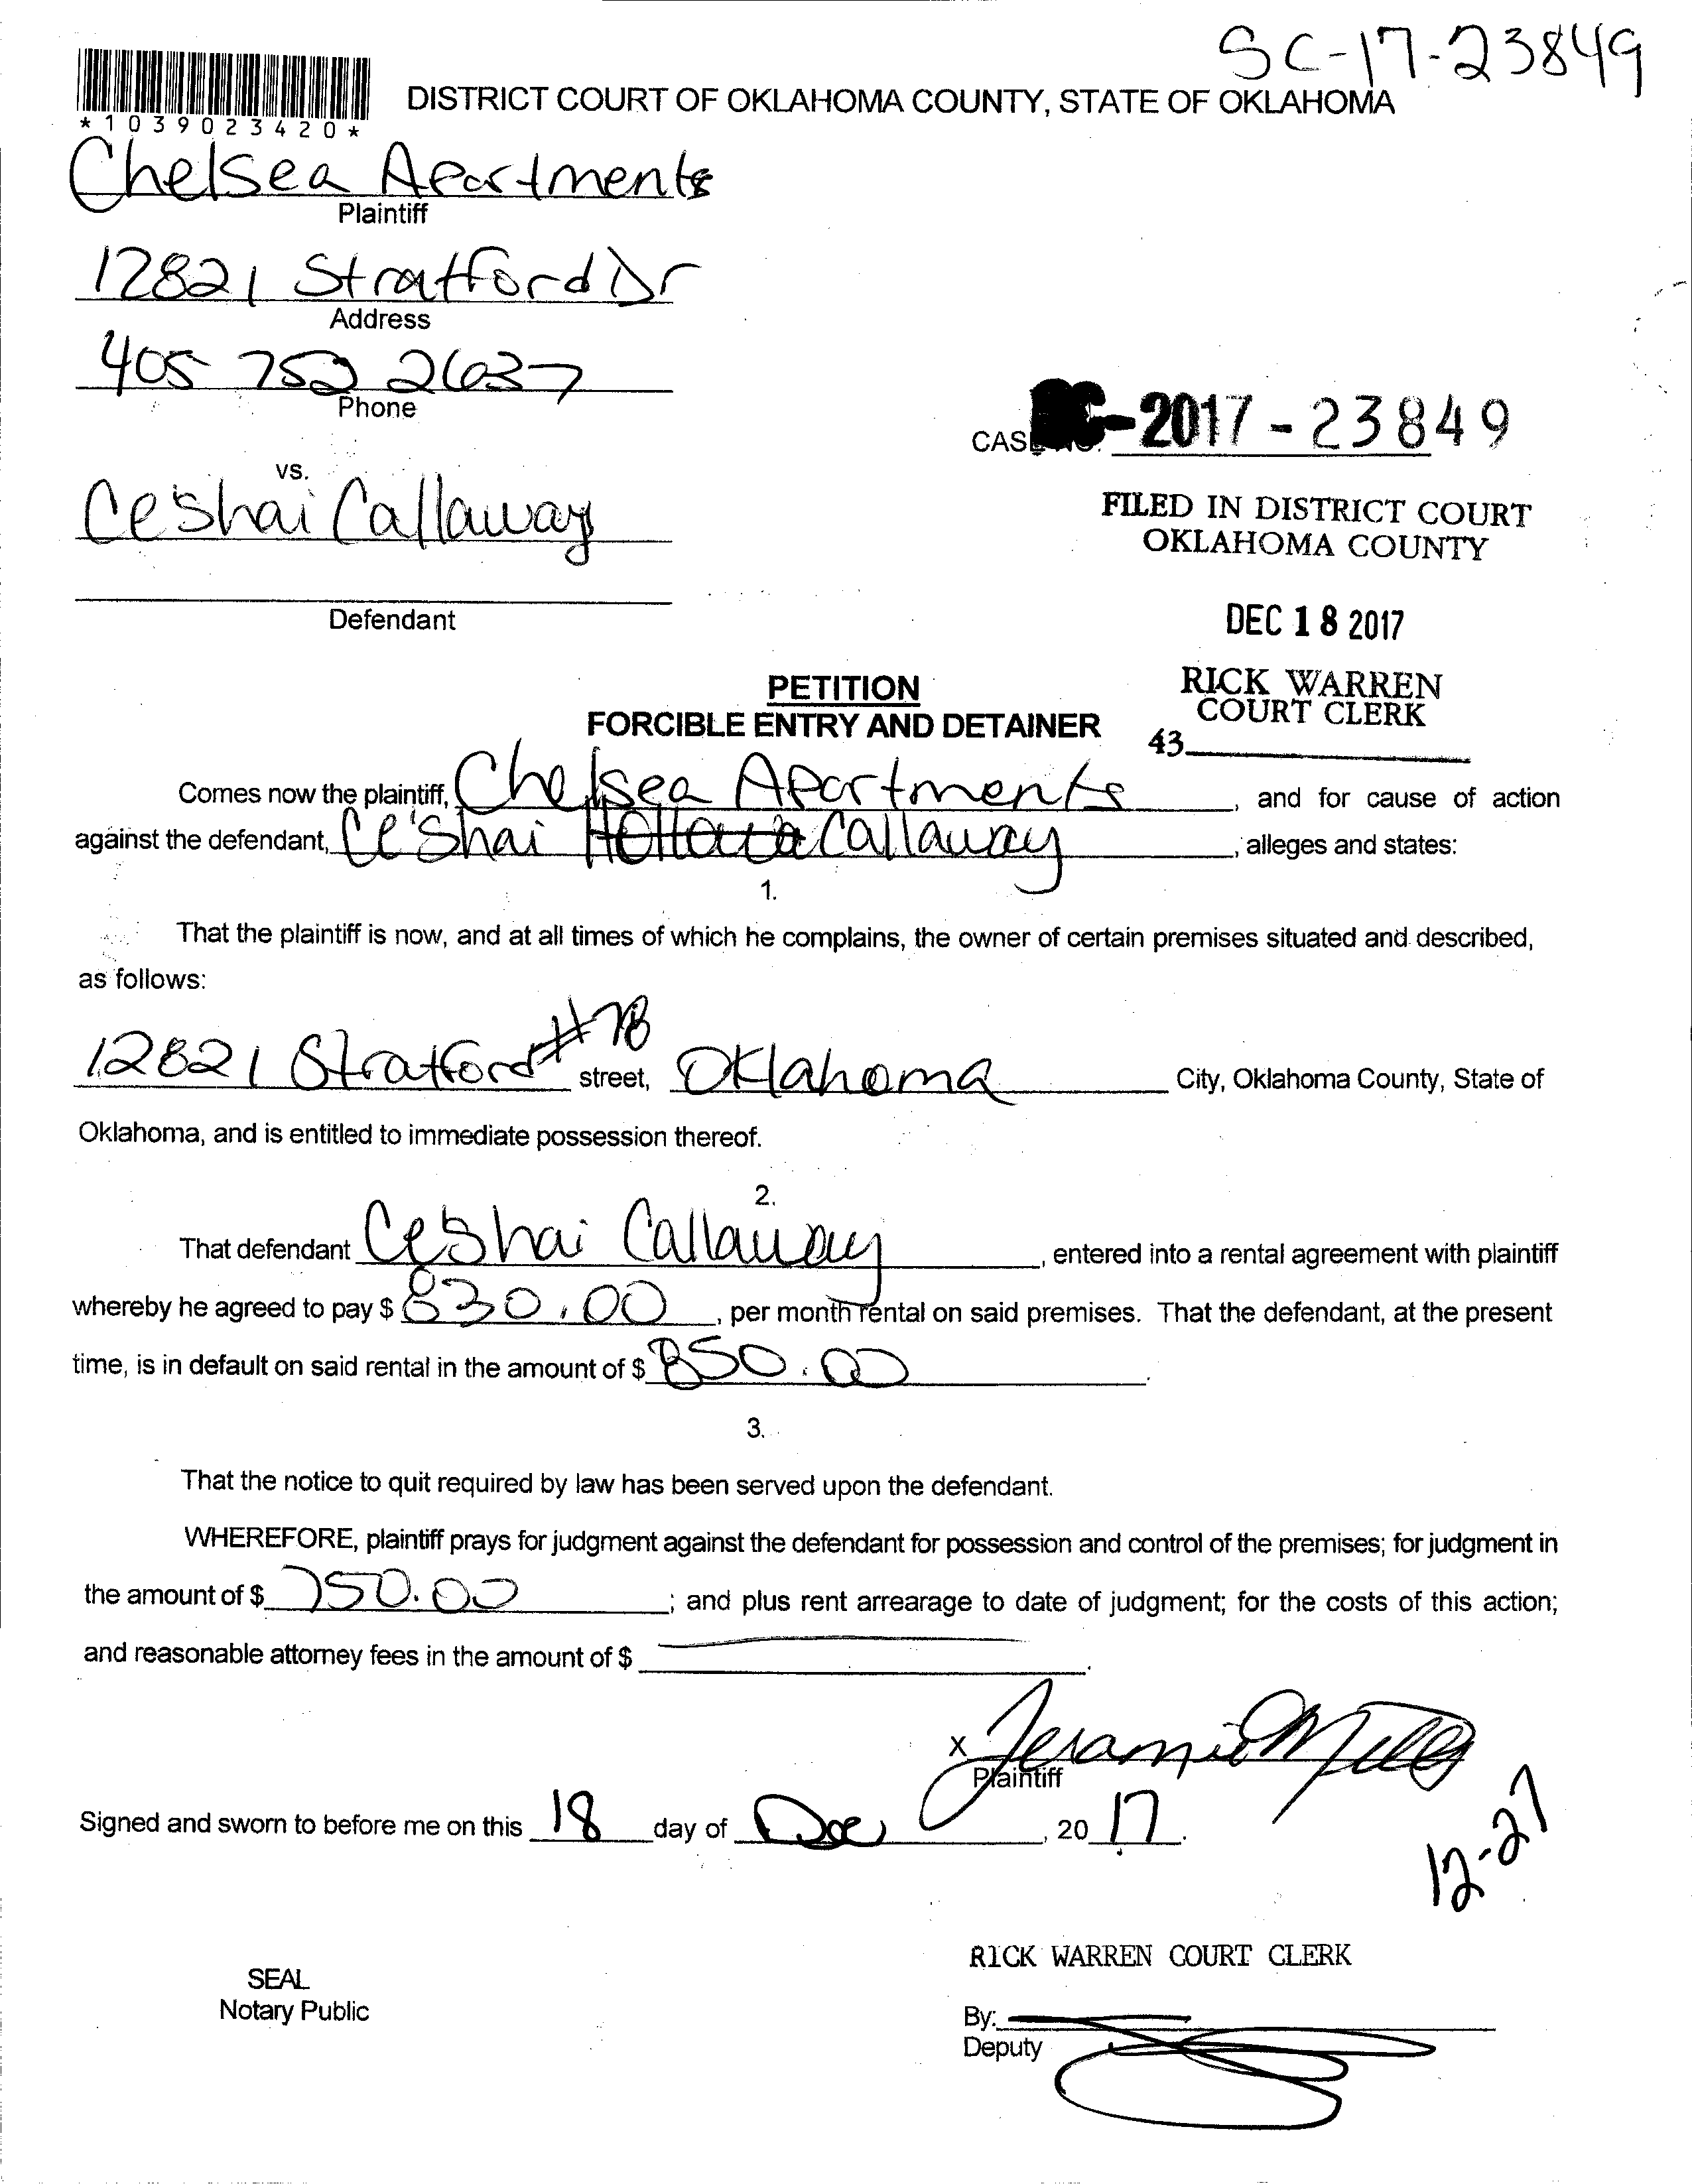 SC-17-23849
*1039023420*
DISTRICT COURT OF OKLAHOMA COUNTY, STATE OF OKLAHOMA
Chelsea Apartments
Plaintiff
12821 Stratford Dr
Address
405 752 2637
Phone
CASE NO. -2017-23849
vs.
Ceshai Callaway
FILED IN DISTRICT COURT
OKLAHOMA COUNTY
Defendant
DEC 18 2017
PETITION
FORCIBLE ENTRY AND DETAINER
RICK WARREN
COURT CLERK
43
Comes now the plaintiff, Chelsea Apartments, and for cause of action
against the defendant, Ce'Shai Callaway, alleges and states:
1.
That the plaintiff is now, and at all times of which he complains, the owner of certain premises situated and described,
as follows:
12821 Stratford #78 street, Oklahoma City, Oklahoma County, State of
Oklahoma, and is entitled to immediate possession thereof.
2.
That defendant Ceshai Callaway, entered into a rental agreement with plaintiff
whereby he agreed to pay $ 830.00, per month rental on said premises. That the defendant, at the present
time, is in default on said rental in the amount of $ 850.00.
3.
That the notice to quit required by law has been served upon the defendant.
WHEREFORE, plaintiff prays for judgment against the defendant for possession and control of the premises; for judgment in
the amount of $ 750.00; and plus rent arrearage to date of judgment; for the costs of this action;
and reasonable attorney fees in the amount of $
X Jeramie Mills
Plaintiff
Signed and sworn to before me on this 18 day of Dec, 20 17.
12-27
RICK WARREN COURT CLERK
SEAL
Notary Public
By:
Deputy